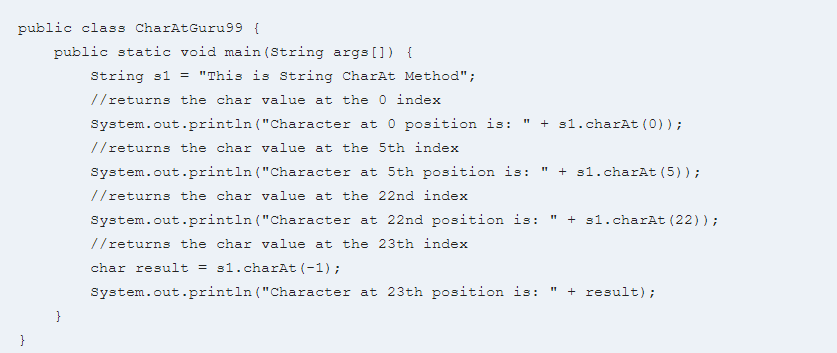 public class CharAtGuru99 {
    public static void main(String args[]) {
        String s1 = "This is String CharAt Method";
        //returns the char value at the 0 index
        System.out.println("Character at 0 position is: " + s1.charAt(0));
        //returns the char value at the 5th index
        System.out.println("Character at 5th position is: " + s1.charAt(5));
        //returns the char value at the 22nd index
        System.out.println("Character at 22nd position is: " + s1.charAt(22));
        //returns the char value at the 23th index
        char result = s1.charAt(-1);
        System.out.println("Character at 23th position is: " + result);
    }
}